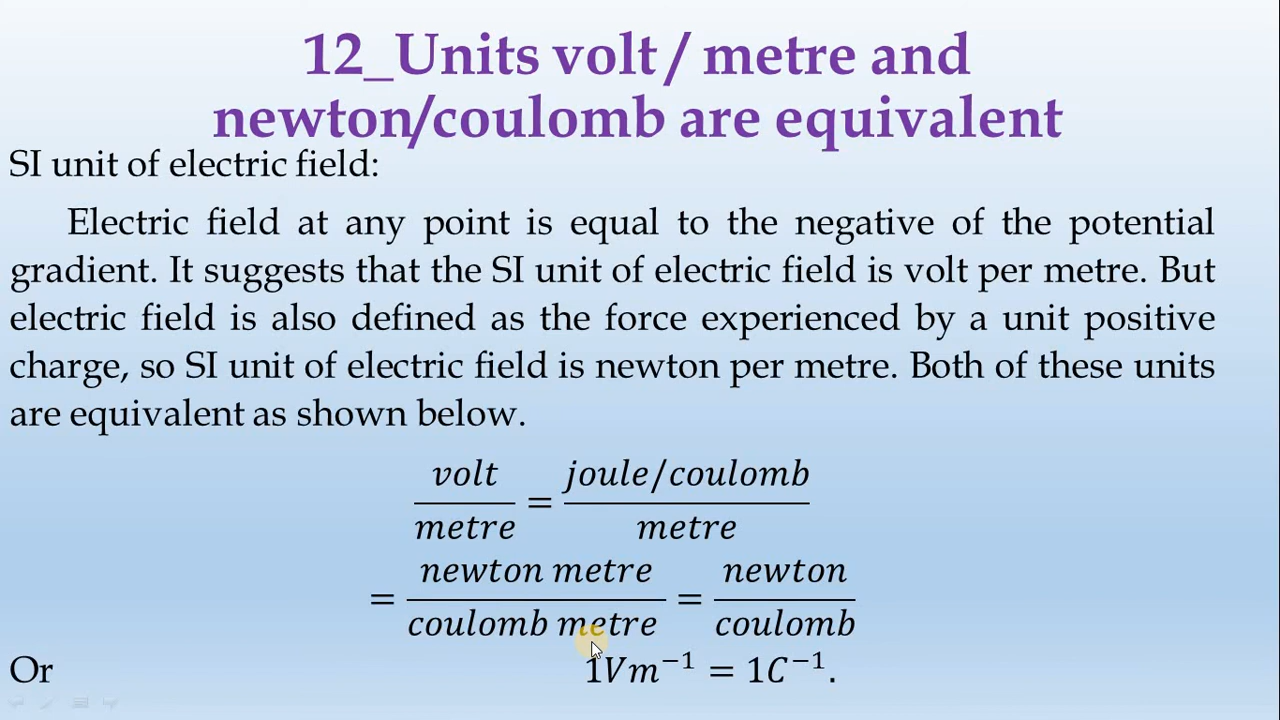 12_Units volt / metre and
newton/coulomb are equivalent
SI unit of electric field:
Electric field at any point is equal to the negative of the potential
gradient. It suggests that the SI unit of electric field is volt per metre. But
electric field is also defined as the force experienced by a unit positive
charge, so SI unit of electric field is newton per metre. Both of these units
are equivalent as shown below.
volt/metre = (joule/coulomb)/metre
= (newton metre)/(coulomb metre) = newton/coulomb
Or 1Vm⁻¹ = 1C⁻¹.